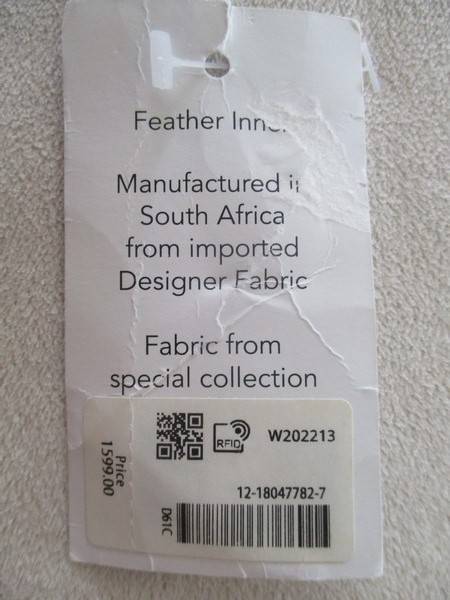 Feather
Manufactured
South Africa
from imported
Designer Fabric
Fabric from
special collection
RFID
W202213
Price
1599.00
12-18047782-7
D61C